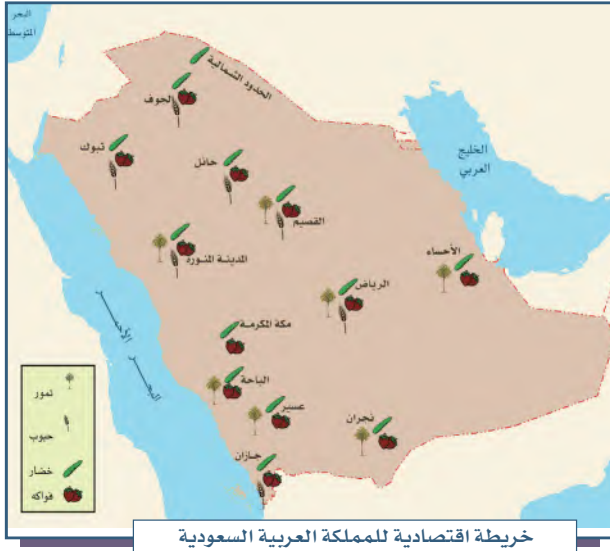 البحر
المتوسط
الحدود الشمالية
الجوف
تبوك
حائل
القصيم
الخليج
العربي
المدينة المنورة
الأحساء
الرياض
مكة المكرمة
البحر الأحمر
الباحة
عسير
نجران
جازان
تمور
حبوب
خضار
فواكه
خريطة اقتصادية للمملكة العربية السعودية